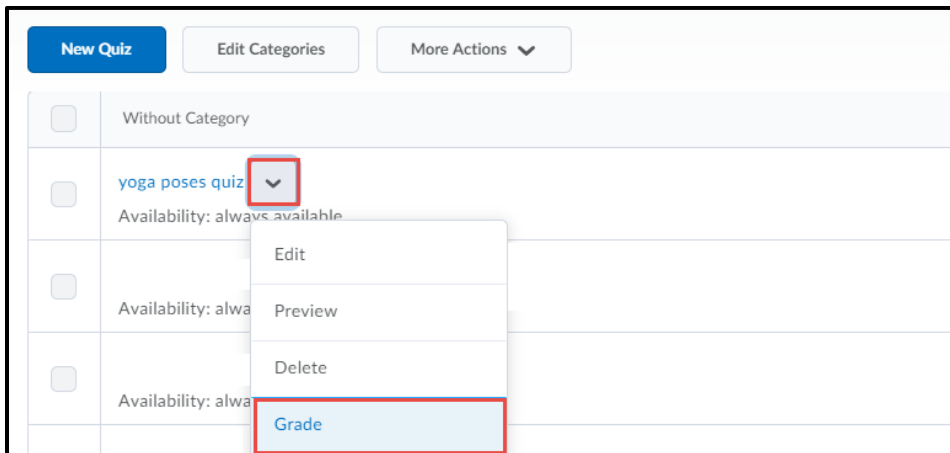 New Quiz Edit Categories More Actions
Without Category
yoga poses quiz
Availability: always available
Edit
Availability: alwa
Preview
Delete
Availability: alwa
Grade